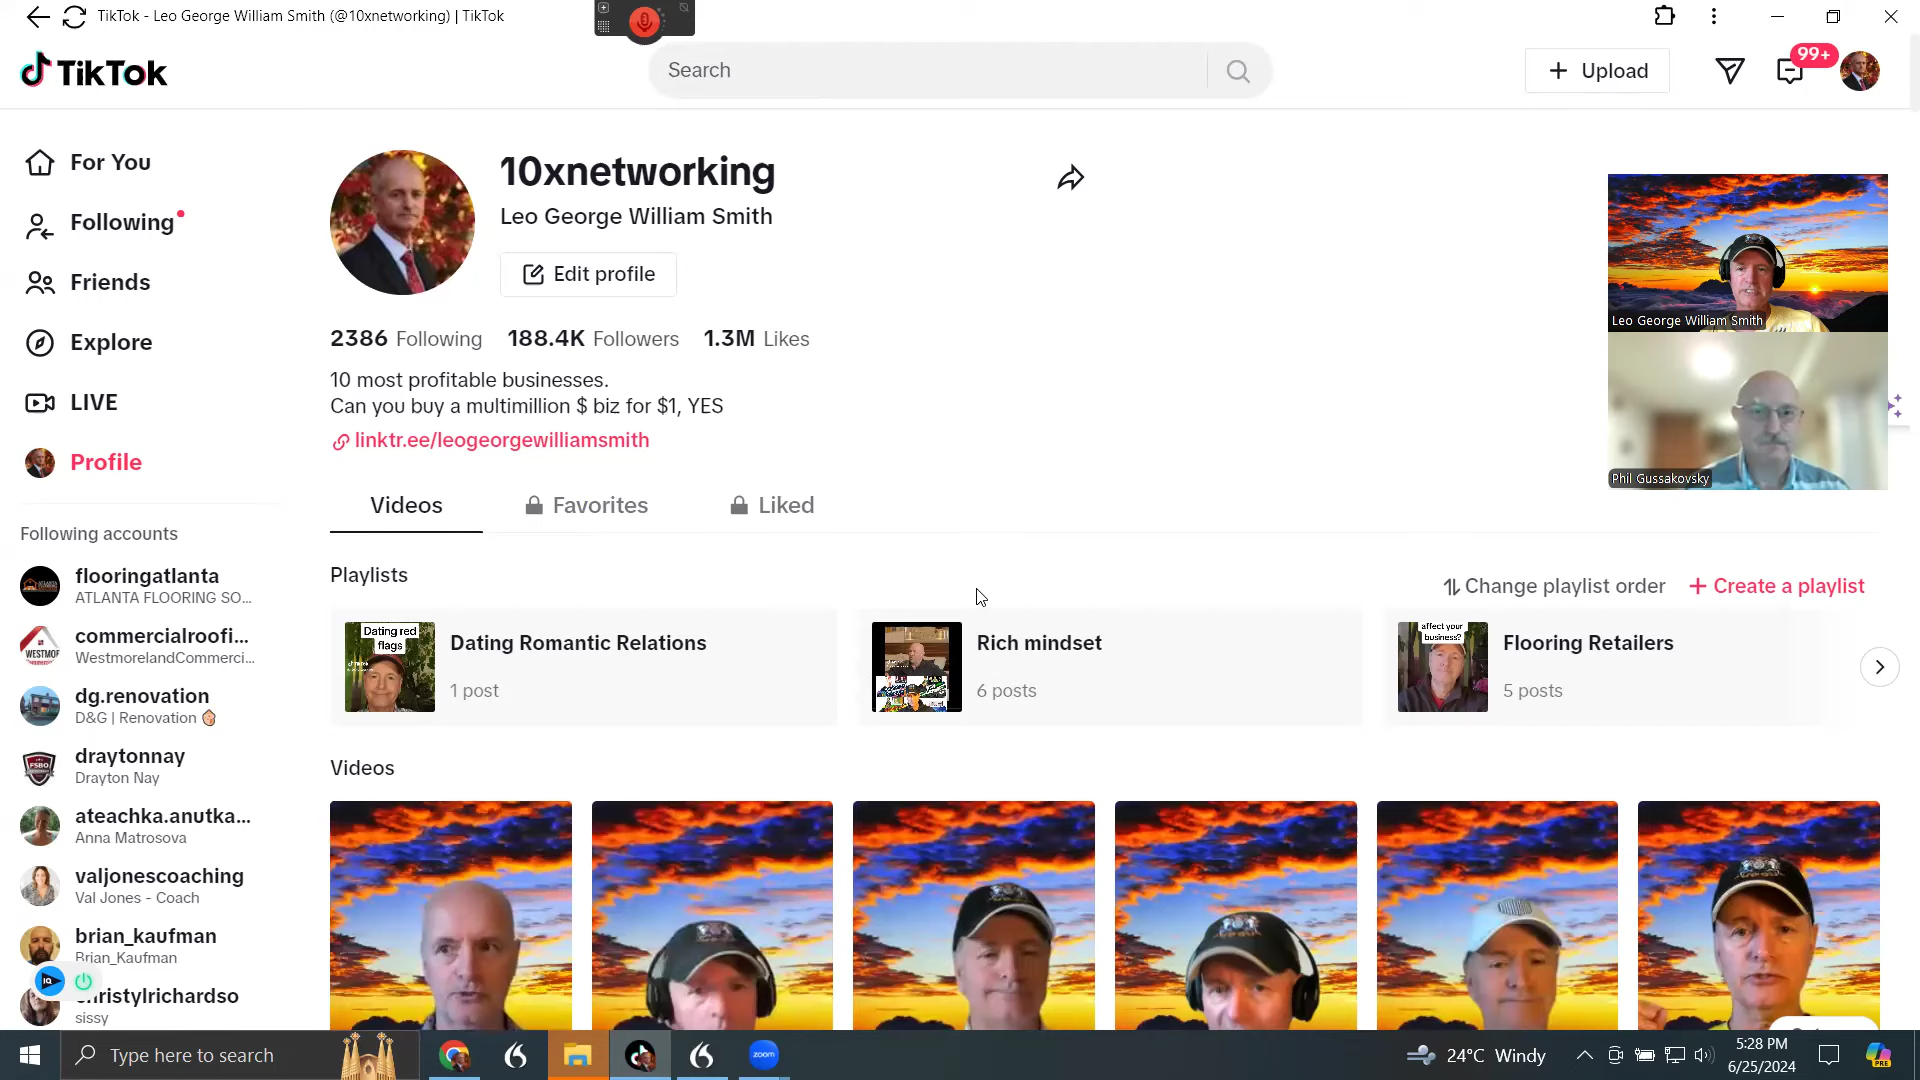 TikTok - Leo George William Smith (@10xnetworking) | TikTok
TikTok
Search
Upload
99+
For You
Following
Friends
Explore
LIVE
Profile
Following accounts
flooringatlanta
ATLANTA FLOORING SO...
commercialroofi...
WestmorelandCommerci...
dg.renovation
D&G | Renovation
draytonnay
Drayton Nay
ateachka.anutka...
Anna Matrosova
valjonescoaching
Val Jones - Coach
brian_kaufman
Brian_Kaufman
christylrichardso
sissy
10xnetworking
Leo George William Smith
Edit profile
2386 Following 188.4K Followers 1.3M Likes
10 most profitable businesses.
Can you buy a multimillion $ biz for $1, YES
linktr.ee/leogeorgewilliamsmith
Leo George William Smith
Phil Gussakovsky
Videos Favorites Liked
Playlists
Change playlist order
Create a playlist
Dating red
flags
Dating Romantic Relations
1 post
Rich mindset
6 posts
affect your
business?
Flooring Retailers
5 posts
Videos
Type here to search
zoom
24°C Windy
5:28 PM
6/25/2024
PRE